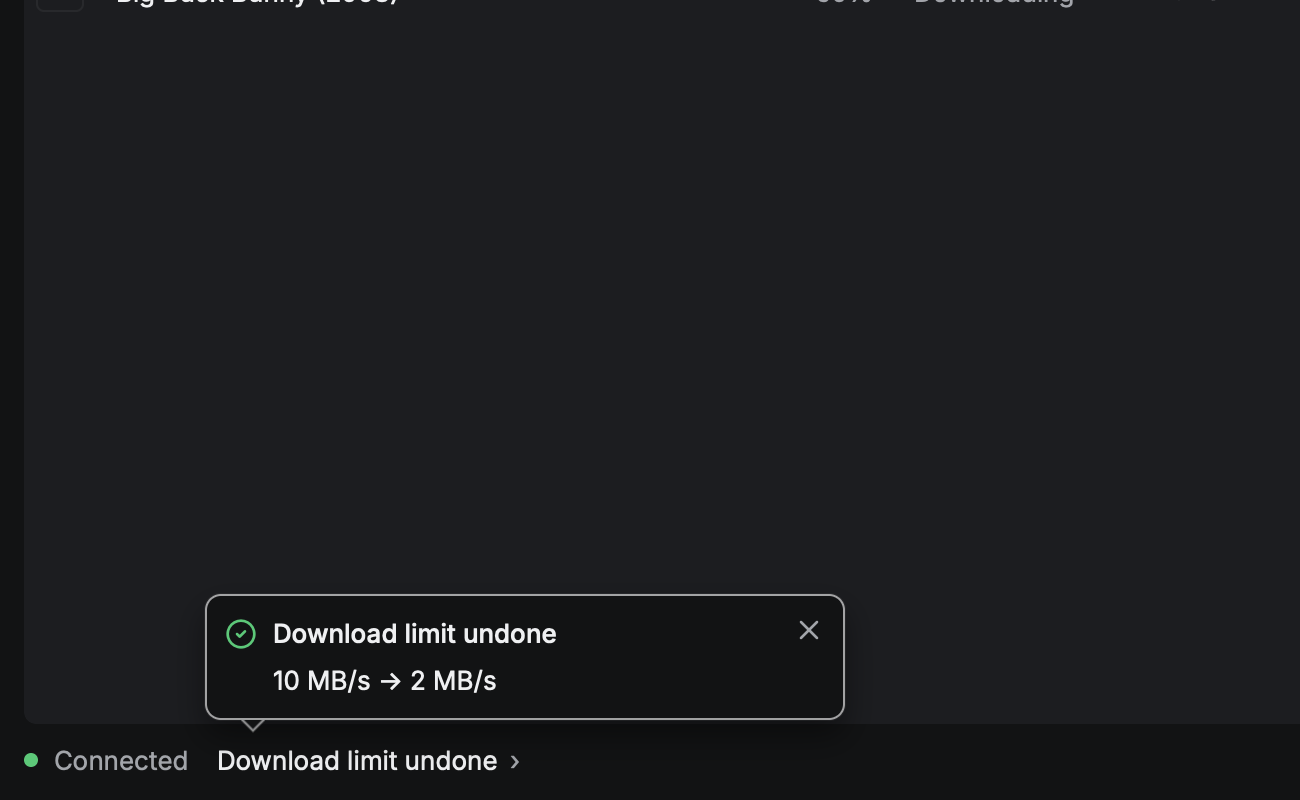 Download limit undone
10 MB/s → 2 MB/s
Connected Download limit undone ›